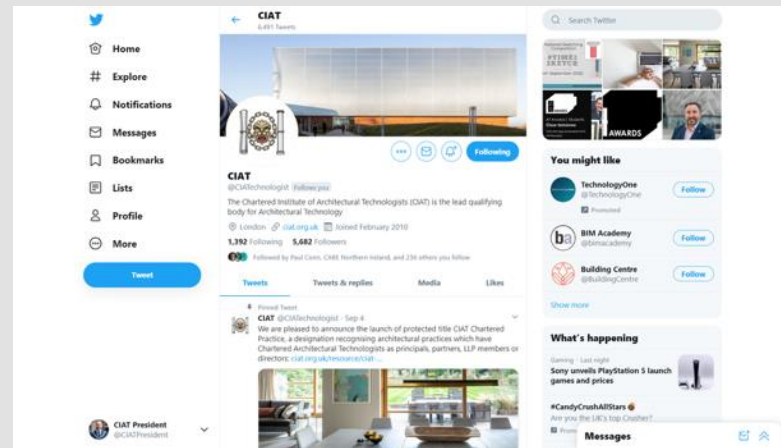 Home
Explore
Notifications
Messages
Bookmarks
Lists
Profile
More
Tweet
CIAT President
@CIATPresident
CIAT
6,491 Tweets
Following
CIAT
@CIATechnologist Follows you
The Chartered Institute of Architectural Technologists (CIAT) is the lead qualifying
body for Architectural Technology
London ciat.org.uk Joined February 2010
1,392 Following 5,682 Followers
Followed by Paul Coint, CABE Northern Ireland, and 236 others you follow
Tweets Tweets & replies Media Likes
Pinned Tweet
CIAT @CIATechnologist · Sep 4
We are pleased to announce the launch of protected title CIAT Chartered
Practice, a designation recognising architectural practices which have
Chartered Architectural Technologists as principals, partners, LLP members or
directors: ciat.org.uk/resource/ciat-...
Search Twitter
AWARDS
You might like
TechnologyOne
@TechnologyOne
Follow
Promoted
ba
BIM Academy
@bimacademy
Follow
Building Centre
@BuildingCentre
Follow
Show more
What's happening
Gaming · Last night
Sony unveils PlayStation 5 launch
games and prices
#CandyCrushAllStars
Are you the UK's top Crusher?
Messages